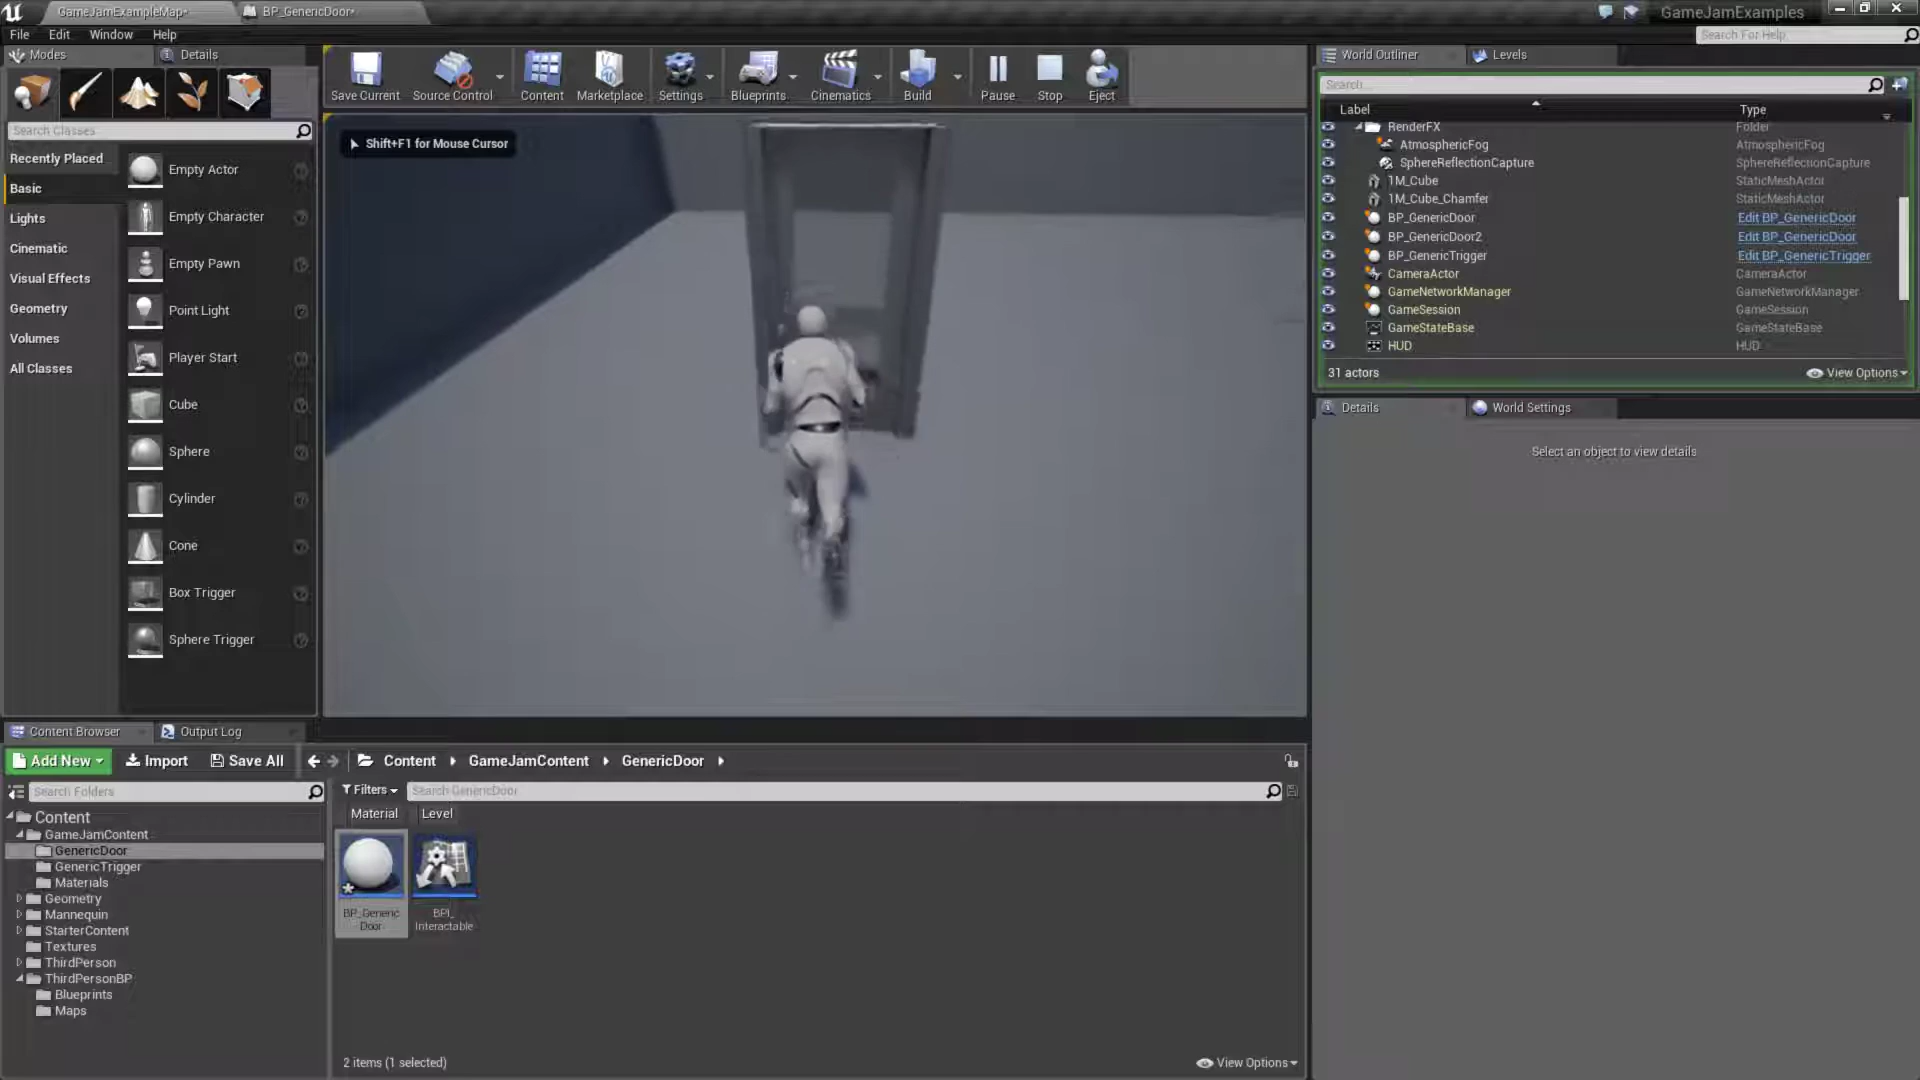 GameJamExampleMap*
BP_GenericDoor*
GameJamExamples
File Edit Window Help
Search For Help
Modes
Details
Search Classes
Recently Placed
Basic
Lights
Cinematic
Visual Effects
Geometry
Volumes
All Classes
Empty Actor
Empty Character
Empty Pawn
Point Light
Player Start
Cube
Sphere
Cylinder
Cone
Box Trigger
Sphere Trigger
Save Current
Source Control
Content
Marketplace
Settings
Blueprints
Cinematics
Build
Pause
Stop
Eject
Shift+F1 for Mouse Cursor
World Outliner
Levels
Search...
Label Type
RenderFX Folder
AtmosphericFog AtmosphericFog
SphereReflectionCapture SphereReflectionCapture
1M_Cube StaticMeshActor
1M_Cube_Chamfer StaticMeshActor
BP_GenericDoor Edit BP_GenericDoor
BP_GenericDoor2 Edit BP_GenericDoor
BP_GenericTrigger Edit BP_GenericTrigger
CameraActor CameraActor
GameNetworkManager GameNetworkManager
GameSession GameSession
GameStateBase GameStateBase
HUD HUD
31 actors
View Options
Details
World Settings
Select an object to view details
Content Browser
Output Log
Add New
Import
Save All
Content GameJamContent GenericDoor
Search Folders
Filters
Search GenericDoor
Material Level
Content
GameJamContent
GenericDoor
GenericTrigger
Materials
Geometry
Mannequin
StarterContent
Textures
ThirdPerson
ThirdPersonBP
Blueprints
Maps
BP_Generic
Door
BPI_
Interactable
2 items (1 selected)
View Options